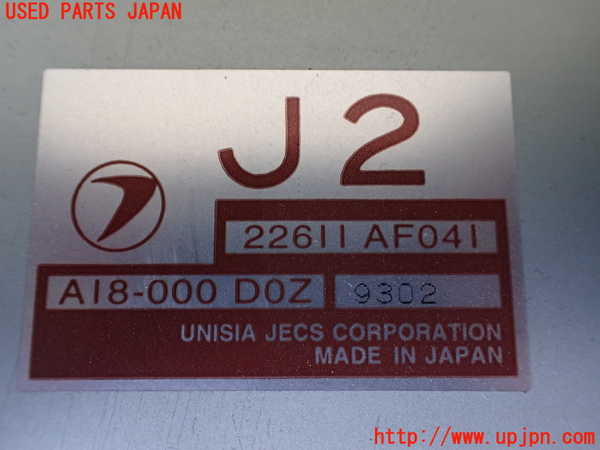 USED PARTS JAPAN
J2
22611 AF041
A18-000 D0Z 9302
UNISIA JECS CORPORATION
MADE IN JAPAN
http://www.upjpn.com/